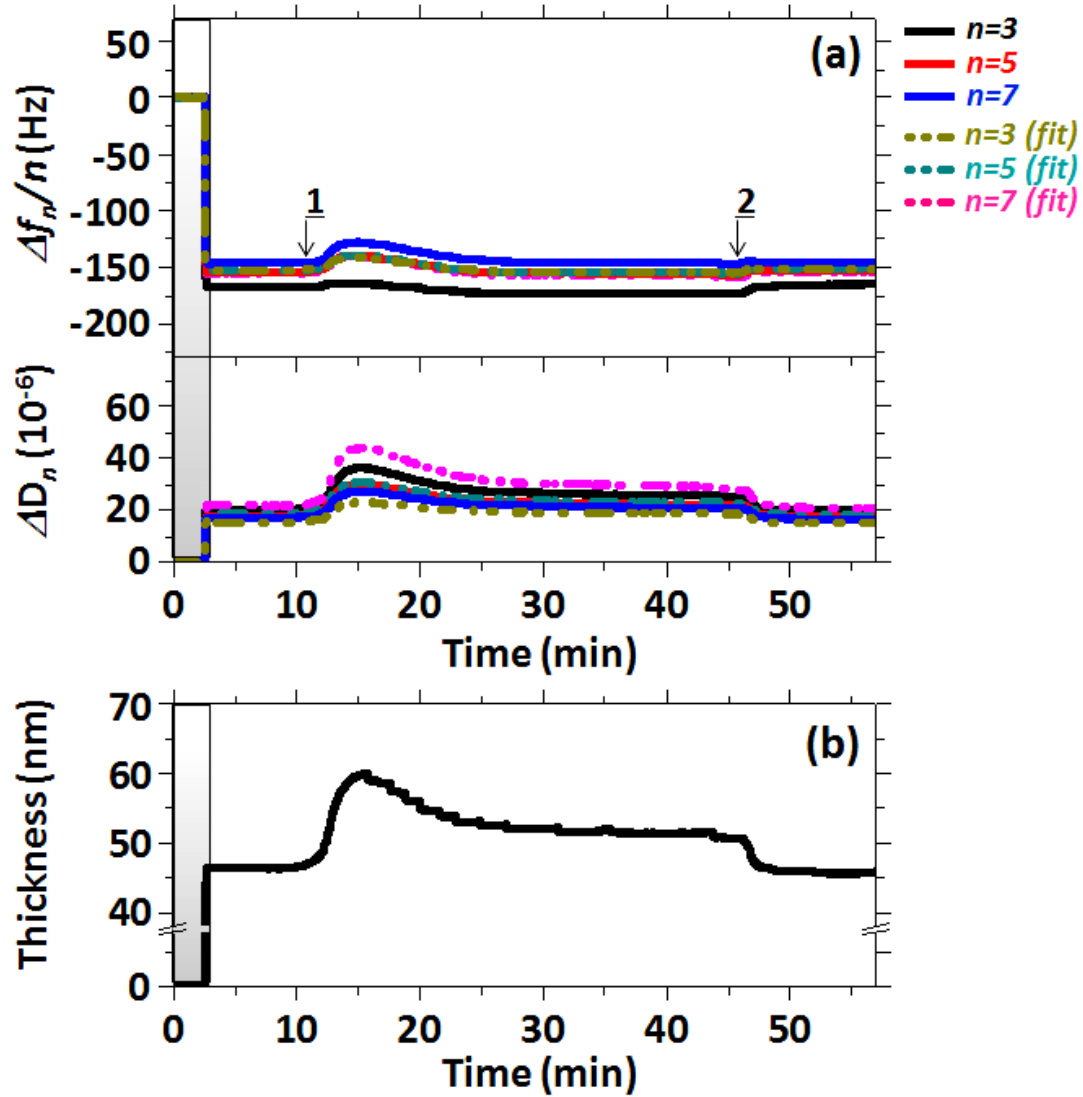 (a)
n=3
n=5
n=7
n=3 (fit)
n=5 (fit)
n=7 (fit)
Δfn/n (Hz)
50
0
-50
-100
-150
-200
1
2
ΔDn (10-6)
60
40
20
0
0 10 20 30 40 50
Time (min)
(b)
Thickness (nm)
70
60
50
40
0
0 10 20 30 40 50
Time (min)